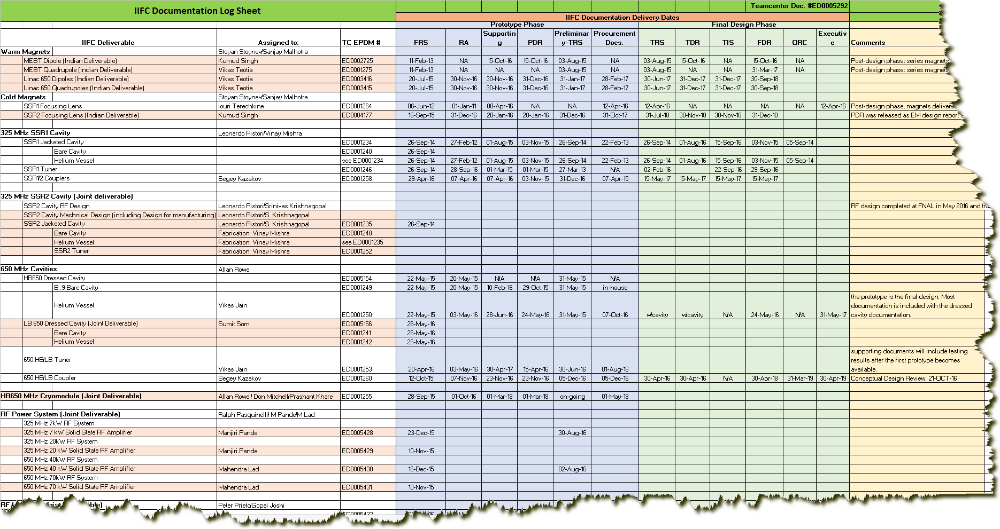 IIFC Documentation Log Sheet
Teamcenter Doc. #ED0005292
IIFC Documentation Delivery Dates
Prototype Phase Final Design Phase
IIFC Deliverable Assigned to: TC EPDM # FRS RA Supportin g PDR Preliminar y-TRS Procurement Docs. TRS TDR TIS FDR ORC Executiv e Comments
Warm Magnets Stoyan Stoynev/Sanjay Malhotra
MEBT Dipole (Indian Deliverable) Kumud Singh ED0002725 11-Feb-13 NA 15-Oct-16 15-Oct-16 03-Aug-15 NA 03-Aug-15 15-Oct-16 NA 15-Oct-16 NA Post-design phase; series magnets
MEBT Quadrupole (Indian Deliverable) Vikas Teotia ED0001275 11-Feb-13 NA NA NA 03-Aug-15 NA 03-Aug-15 NA NA 31-Mar-17 NA Post-design phase; series magnets
Linac 650 Dipoles (Indian Deliverable) Vikas Teotia ED0003416 20-Jul-15 30-Nov-16 30-Nov-16 31-Dec-16 31-Jan-17 28-Feb-17 30-Jun-17 31-Dec-17 31-Dec-17 30-Sep-18
Linac 650 Quadrupoles (Indian Deliverable) Vikas Teotia ED0003415 20-Jul-15 30-Nov-16 30-Nov-16 31-Dec-16 31-Jan-17 28-Feb-17 30-Jun-17 31-Dec-17 31-Dec-17 30-Sep-18
Cold Magnets Stoyan Stoynev/Sanjay Malhotra
SSR1 Focusing Lens Iouri Terechkine ED0001264 06-Jun-12 01-Jan-11 08-Apr-16 NA NA 12-Apr-16 12-Apr-16 NA NA NA NA 12-Apr-16 Post-design phase, magnets deliver
SSR2 Focusing Lens (Indian Deliverable) Kumud Singh ED0004177 16-Sep-15 31-Dec-16 20-Jan-16 20-Jan-16 31-Dec-16 31-Oct-17 31-Jul-18 30-Nov-18 30-Nov-18 31-Dec-18 PDR was released as EM design report
325 MHz SSR1 Cavity Leonardo Ristori/Vinay Mishra
SSR1 Jacketed Cavity ED0001234 26-Sep-14 27-Feb-12 01-Aug-15 03-Nov-15 26-Sep-14 22-Feb-13 26-Sep-14 01-Aug-16 15-Sep-16 03-Nov-15 05-Sep-14
Bare Cavity ED0001240 26-Sep-14
Helium Vessel see ED0001234 26-Sep-14 27-Feb-12 01-Aug-15 03-Nov-15 26-Sep-14 22-Feb-13 26-Sep-14 01-Aug-16 15-Sep-16 03-Nov-15 05-Sep-14
SSR1 Tuner ED0001246 26-Sep-14 28-Sep-16 01-Mar-15 01-Mar-15 27-Mar-13 N/A 02-Feb-16 22-Sep-16 29-Sep-16
SSR1/2 Couplers Segey Kazakov ED0001258 29-Apr-16 07-Apr-16 07-Apr-16 03-Nov-15 31-Dec-16 07-Apr-15 15-May-17 15-May-17 15-May-17 15-May-17
325 MHz SSR2 Cavity (Joint deliverable)
SSR2 Cavity RF Design Leonardo Ristori/Srinivas Krishnagopal RF design completed at FNAL in May 2016 and tra
SSR2 Cavity Mechnical Design (including Design for manufacturing) Leonardo Ristori/S. Krishnagopal
SSR2 Jacketed Cavity Leonardo Ristori/S. Krishnagopal ED0001235 26-Sep-14
Bare Cavity Fabrication: Vinay Mishra ED0001248
Helium Vessel Fabrication: Vinay Mishra see ED0001235
SSR2 Tuner Fabrication: Vinay Mishra ED0001252
650 MHz Cavities Allan Rowe
HB650 Dressed Cavity ED0005154 22-May-15 20-May-15 N/A N/A 31-May-15 N/A
B .9 Bare Cavity ED0001249 22-May-15 20-May-15 10-Feb-16 29-Oct-15 31-May-15 in-house
Helium Vessel Vikas Jain ED0001250 22-May-15 03-May-16 28-Jun-16 24-May-16 31-May-15 07-Oct-16 w/cavity w/cavity N/A 24-May-16 N/A 31-May-17 the prototype is the final design. Most
documentation is included with the dressed
cavity documentation.
LB 650 Dressed Cavity (Joint Deliverable) Sumit Som ED0005156 26-May-16
Bare Cavity ED0001241 26-May-16
Helium Vessel ED0001242 26-May-16
650 HB/LB Tuner Vikas Jain ED0001253 20-Apr-16 03-May-16 30-Apr-17 15-Apr-16 30-Jun-16 01-Aug-16 supporting documents will include testing
results after the first prototype becomes
available.
650 HB/LB Coupler Segey Kazakov ED0001260 12-Oct-15 07-Nov-16 23-Nov-16 23-Nov-16 05-Dec-16 05-Dec-16 30-Apr-16 30-Apr-16 N/A 30-Apr-18 31-Mar-19 30-Apr-19 Conceptual Design Review: 21-OCT-16
HB650 MHz Cryomodule (Joint Deliverable) Allan Rowe / Don Mitchell/Prashant Khare ED0001255 28-Sep-15 01-Oct-16 01-Mar-18 01-Mar-18 on-going 01-May-18
RF Power System (Joint Deliverable) Ralph Pasquinelli/ M Pande/M Lad
325 MHz 7kW RF System
325 MHz 7 kW Solid State RF Amplifier Manjiri Pande ED0005428 23-Dec-15 30-Aug-16
325 MHz 20kW RF System
325 MHz 20 kW Solid State RF Amplifier Manjiri Pande ED0005429 10-Nov-15
650 MHz 40kW RF System
650 MHz 40 kW Solid State RF Amplifier Mahendra Lad ED0005430 16-Dec-15 02-Aug-16
650 MHz 70kW RF System
650 MHz 70 kW Solid State RF Amplifier Mahendra Lad ED0005431 10-Nov-15
RF Peter Prieto/Gopal Joshi